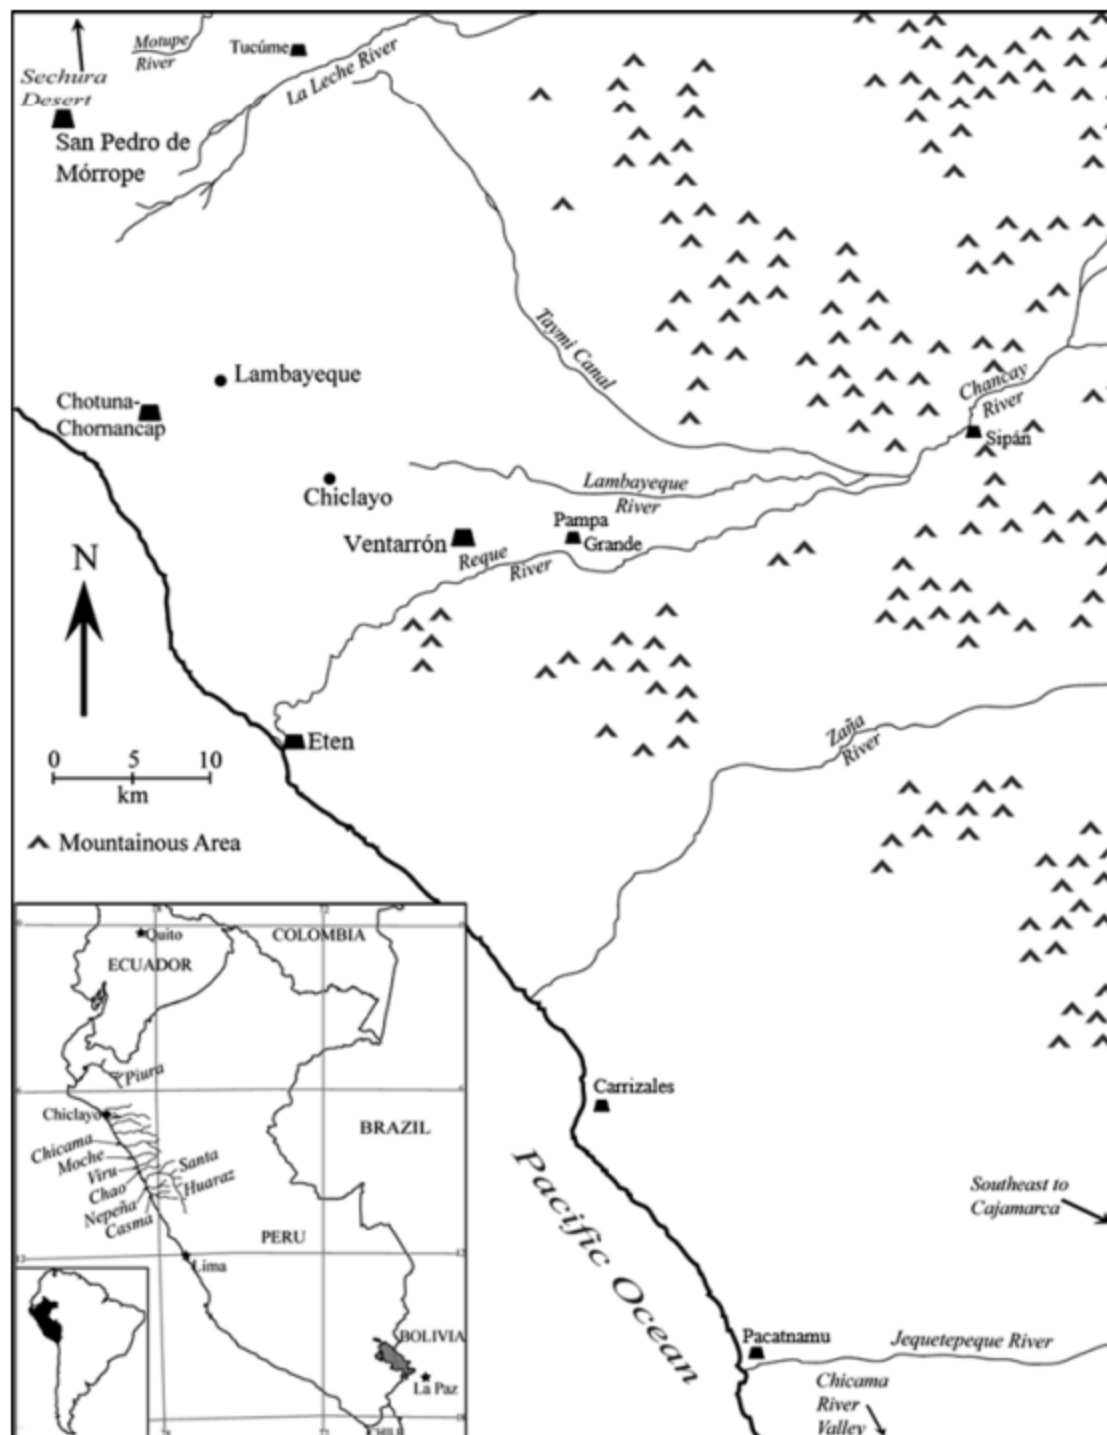 Motupe
River
Tucúme
La Leche River
Sechura
Desert
San Pedro de
Mórrope
Taymi Canal
Lambayeque
Chotuna-
Chornancap
Chancay
River
Sipán
Chiclayo
Lambayeque
River
Pampa
Grande
Ventarrón
Reque
River
N
Eten
0 5 10
km
Zaña
River
Mountainous Area
78 72
Quito
COLOMBIA
ECUADOR
Piura
Chiclayo
Chicama
Moche
Viru
Chao
Nepeña
Casma
Santa
Huaraz
BRAZIL
PERU
Lima
BOLIVIA
La Paz
Carrizales
Pacific Ocean
Southeast to
Cajamarca
Pacatnamu
Jequetepeque River
Chicama
River
Valley